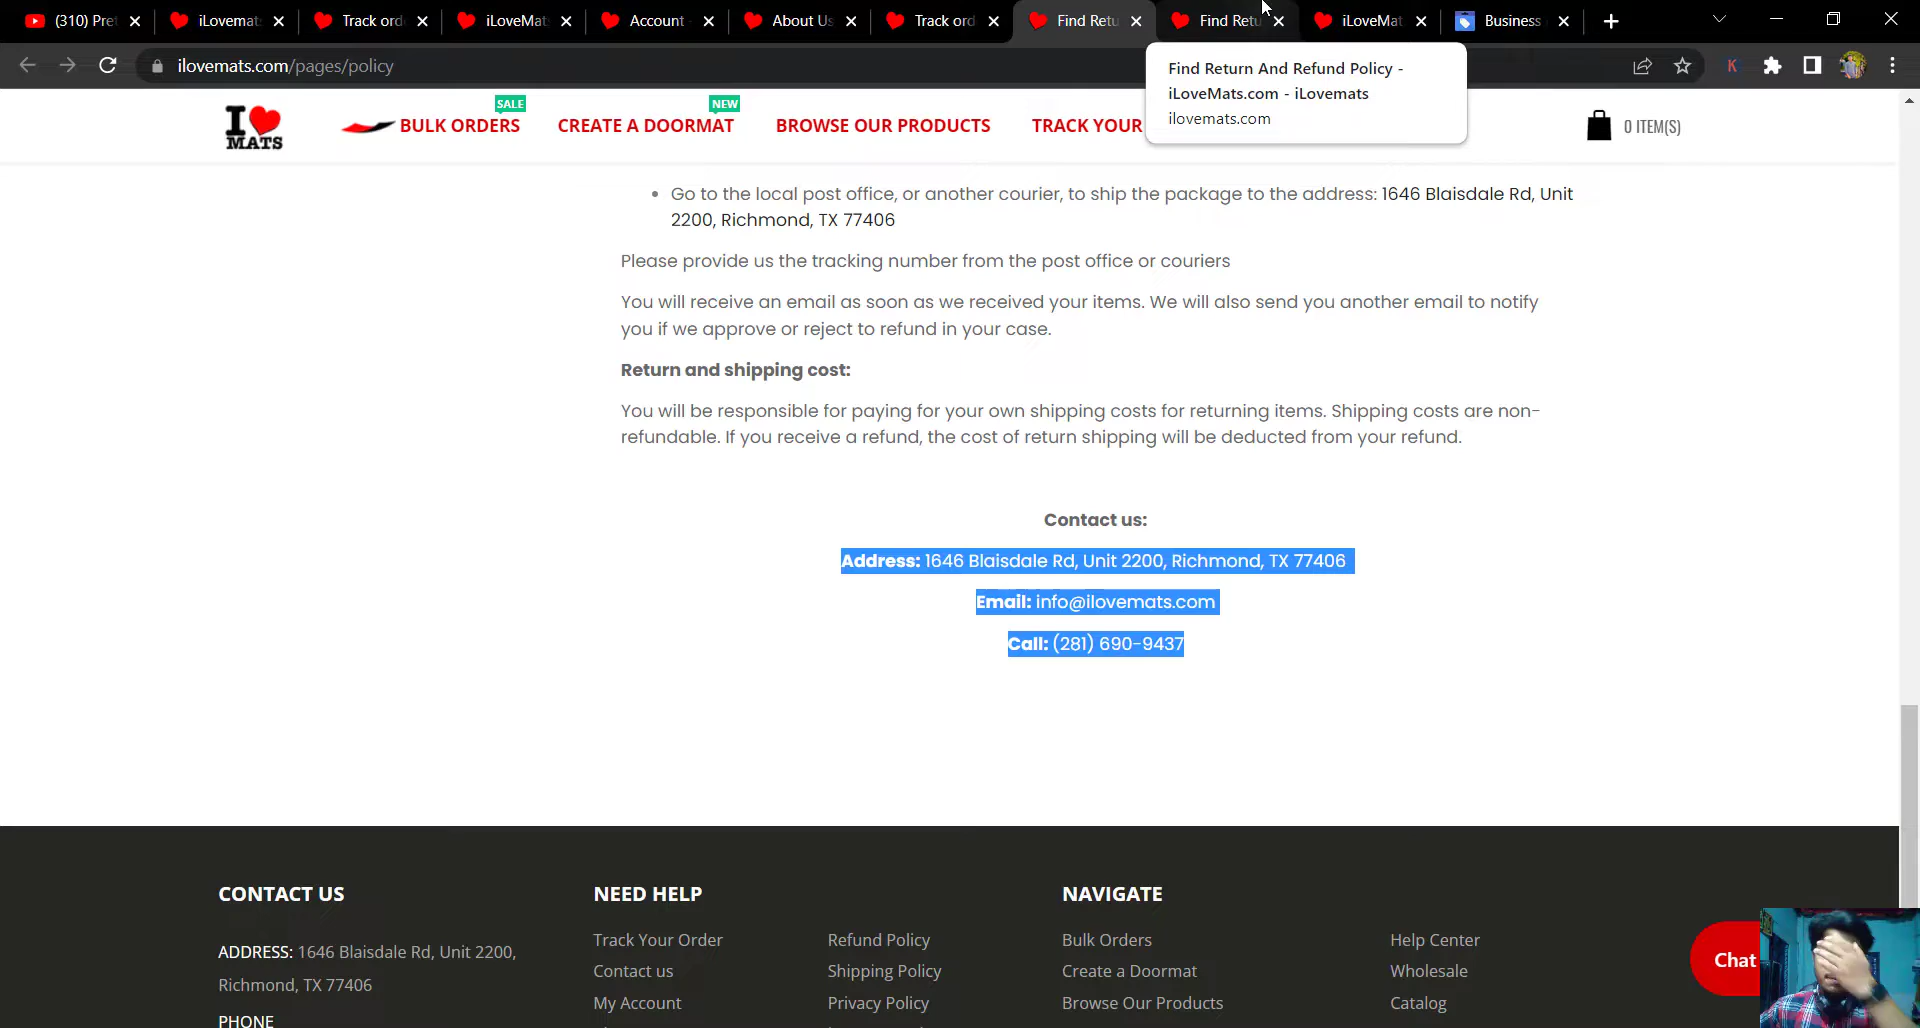 (310) Pret
iLovemat
Track ord
iLoveMat
Account
About Us
Track ord
Find Retu
Find Retu
iLoveMat
Business
ilovemats.com/pages/policy
K
Find Return And Refund Policy -
iLoveMats.com - iLovemats
ilovemats.com
I
MATS
SALE
BULK ORDERS
NEW
CREATE A DOORMAT
BROWSE OUR PRODUCTS
TRACK YOUR
0 ITEM(S)
• Go to the local post office, or another courier, to ship the package to the address: 1646 Blaisdale Rd, Unit
2200, Richmond, TX 77406
Please provide us the tracking number from the post office or couriers
You will receive an email as soon as we received your items. We will also send you another email to notify
you if we approve or reject to refund in your case.
Return and shipping cost:
You will be responsible for paying for your own shipping costs for returning items. Shipping costs are non-
refundable. If you receive a refund, the cost of return shipping will be deducted from your refund.
Contact us:
Address: 1646 Blaisdale Rd, Unit 2200, Richmond, TX 77406
Email: info@ilovemats.com
Call: (281) 690-9437
CONTACT US
ADDRESS: 1646 Blaisdale Rd, Unit 2200,
Richmond, TX 77406
PHONE
NEED HELP
Track Your Order
Refund Policy
Contact us
Shipping Policy
My Account
Privacy Policy
NAVIGATE
Bulk Orders
Help Center
Create a Doormat
Wholesale
Browse Our Products
Catalog
Chat